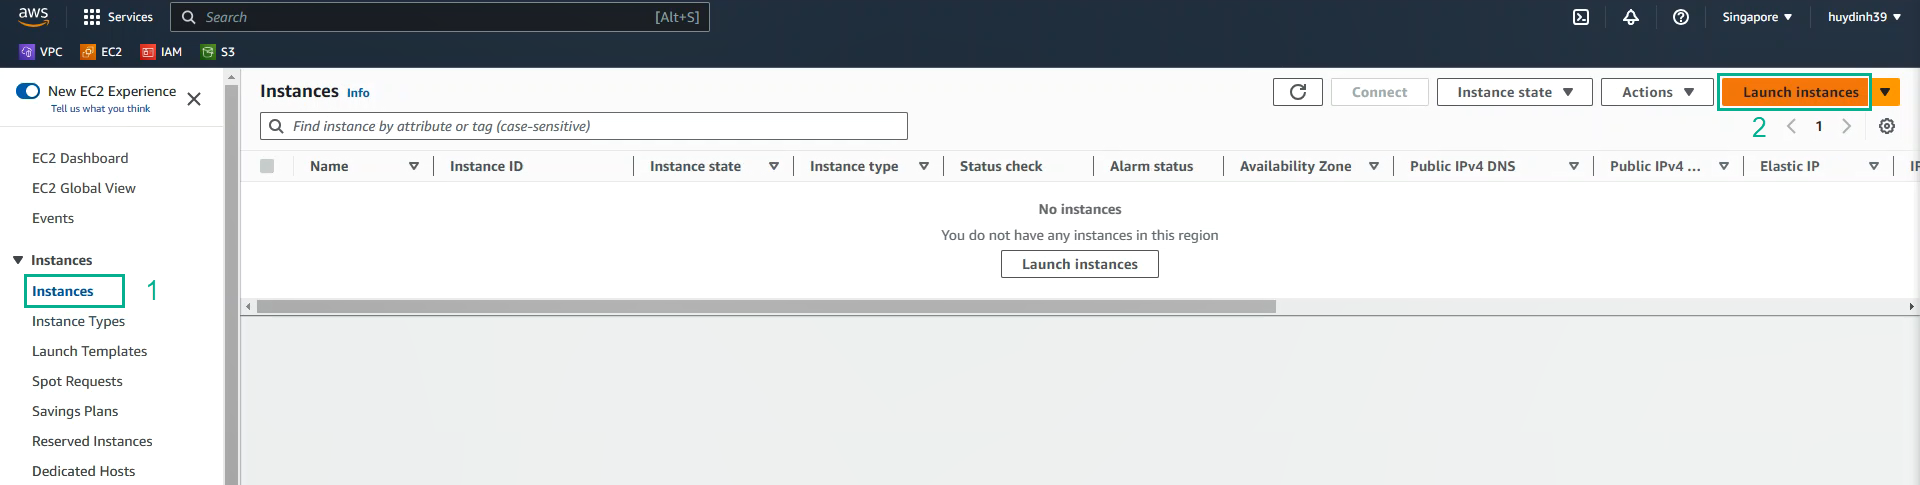 aws Services Search [Alt+S] Singapore huydinh39
VPC EC2 IAM S3
New EC2 Experience
Tell us what you think
EC2 Dashboard
EC2 Global View
Events
Instances
Instances 1
Instance Types
Launch Templates
Spot Requests
Savings Plans
Reserved Instances
Dedicated Hosts
Instances Info Connect Instance state Actions Launch instances
Find instance by attribute or tag (case-sensitive) 2 1
Name Instance ID Instance state Instance type Status check Alarm status Availability Zone Public IPv4 DNS Public IPv4 ... Elastic IP
No instances
You do not have any instances in this region
Launch instances